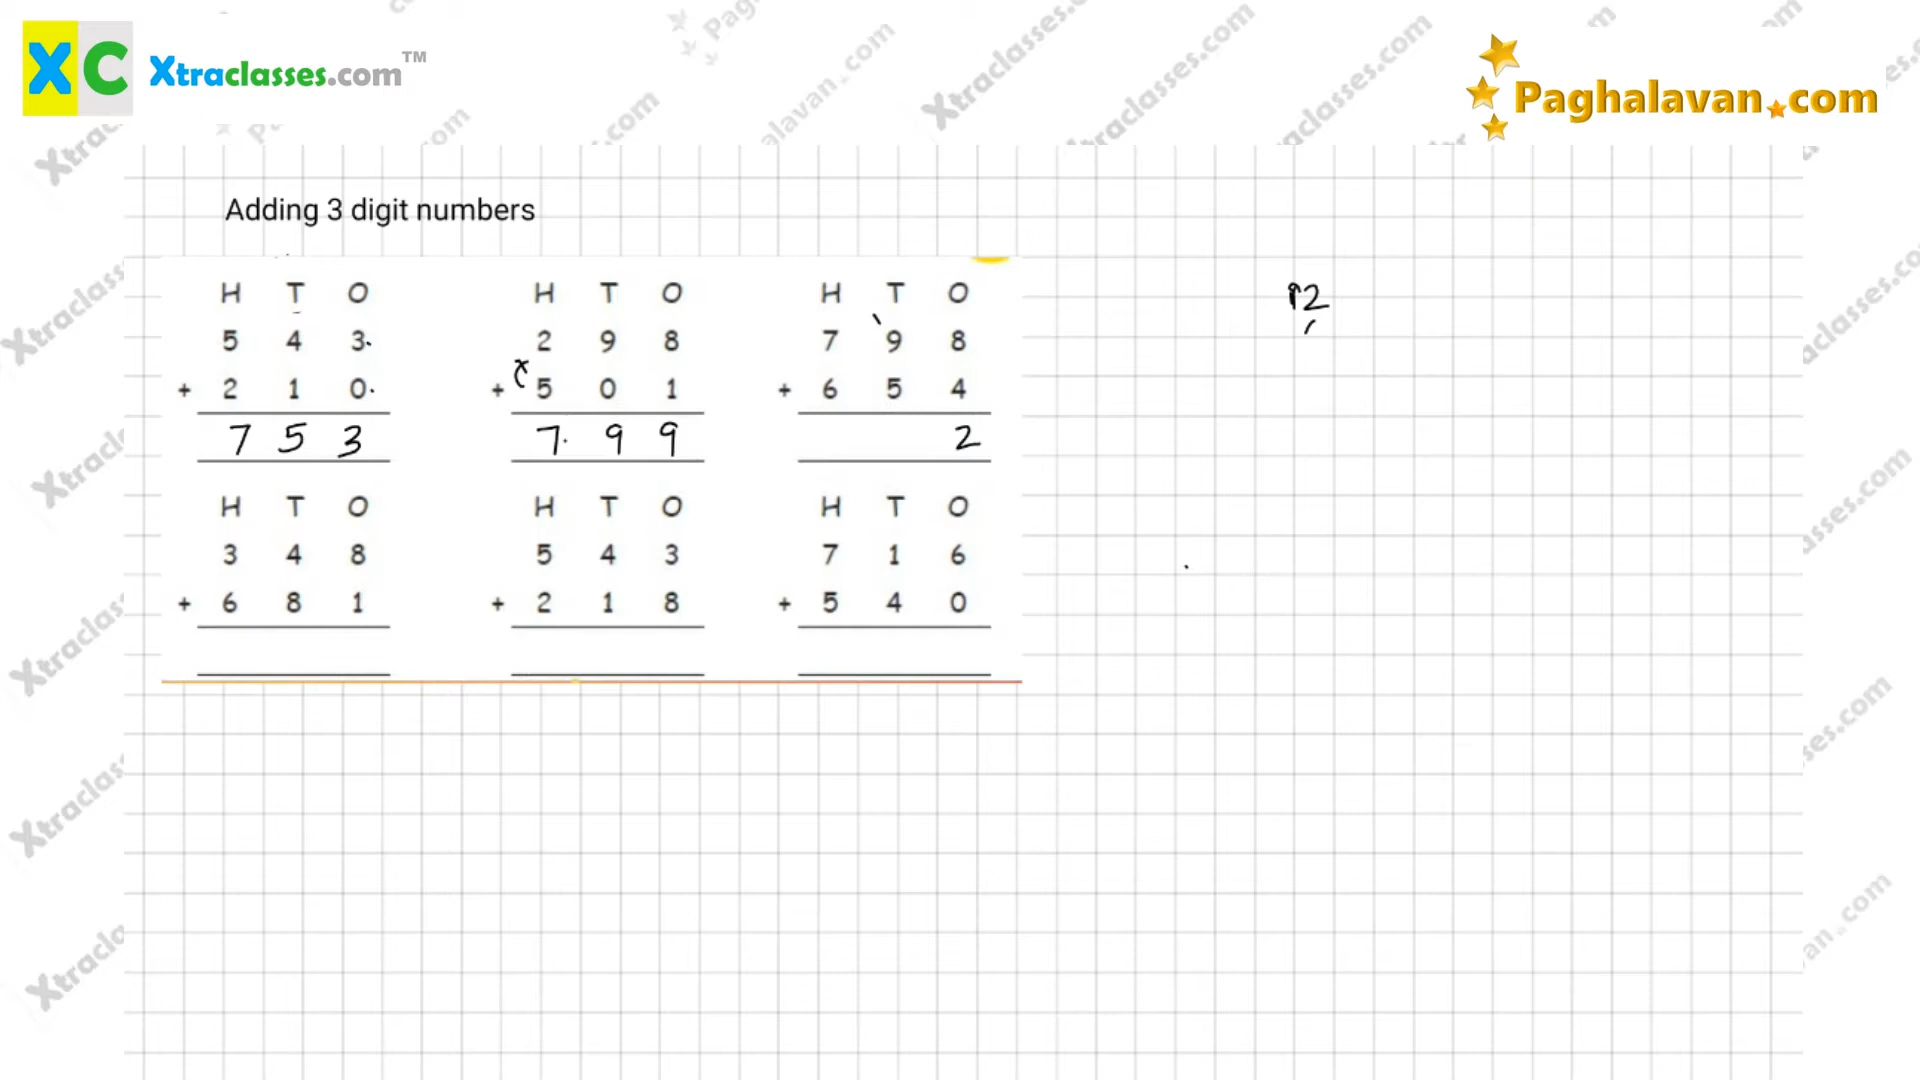 XC Xtraclasses.com™
Paghalavan.com
Adding 3 digit numbers
H T O
5 4 3
+ 2 1 0
7 5 3
H T O
2 9 8
+ 5 0 1
7 9 9
H T O
7 9 8
+ 6 5 4
2
12
H T O
3 4 8
+ 6 8 1
H T O
5 4 3
+ 2 1 8
H T O
7 1 6
+ 5 4 0